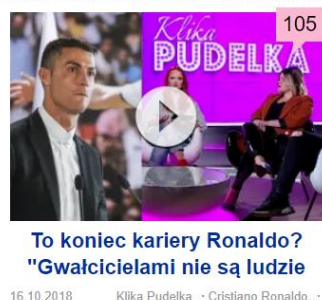 105
Klika
PUDELKA
To koniec kariery Ronaldo?
"Gwałcicielami nie są ludzie
16.10.2018 Klika Pudelka · Cristiano Ronaldo, ·